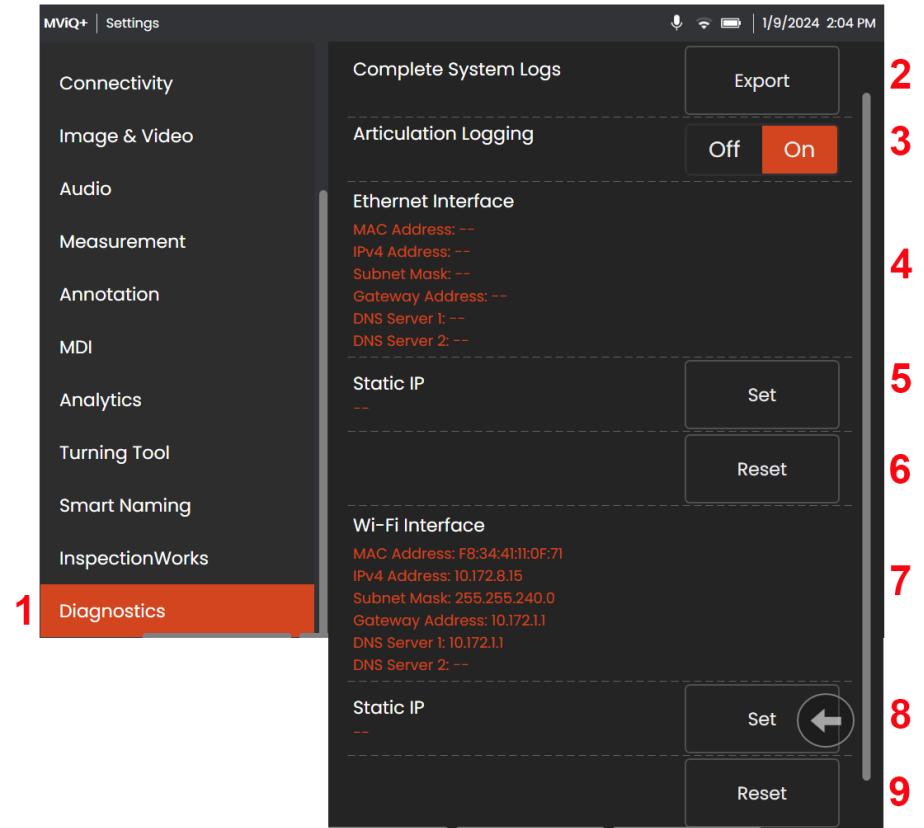 MViQ+ | Settings
1/9/2024 2:04 PM
Connectivity
Image & Video
Audio
Measurement
Annotation
MDI
Analytics
Turning Tool
Smart Naming
InspectionWorks
1 Diagnostics
Complete System Logs Export 2
Articulation Logging Off On 3
Ethernet Interface
MAC Address: --
IPv4 Address: --
4
Subnet Mask: --
Gateway Address: --
DNS Server 1: --
DNS Server 2: --
Static IP Set 5
--
Reset 6
Wi-Fi Interface
MAC Address: F8:34:41:11:0F:71
IPv4 Address: 10.172.8.15
7
Subnet Mask: 255.255.240.0
Gateway Address: 10.172.1.1
DNS Server 1: 10.172.1.1
DNS Server 2: --
Static IP Set 8
--
Reset 9